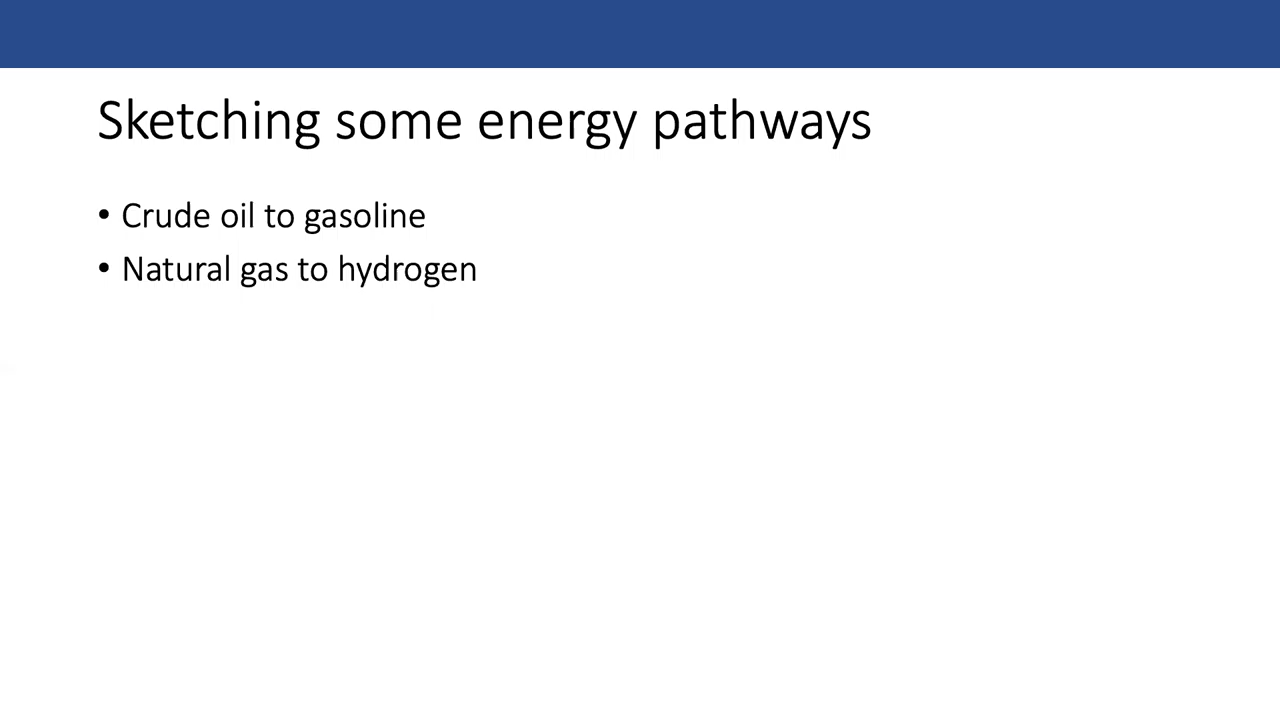 Sketching some energy pathways
• Crude oil to gasoline
• Natural gas to hydrogen